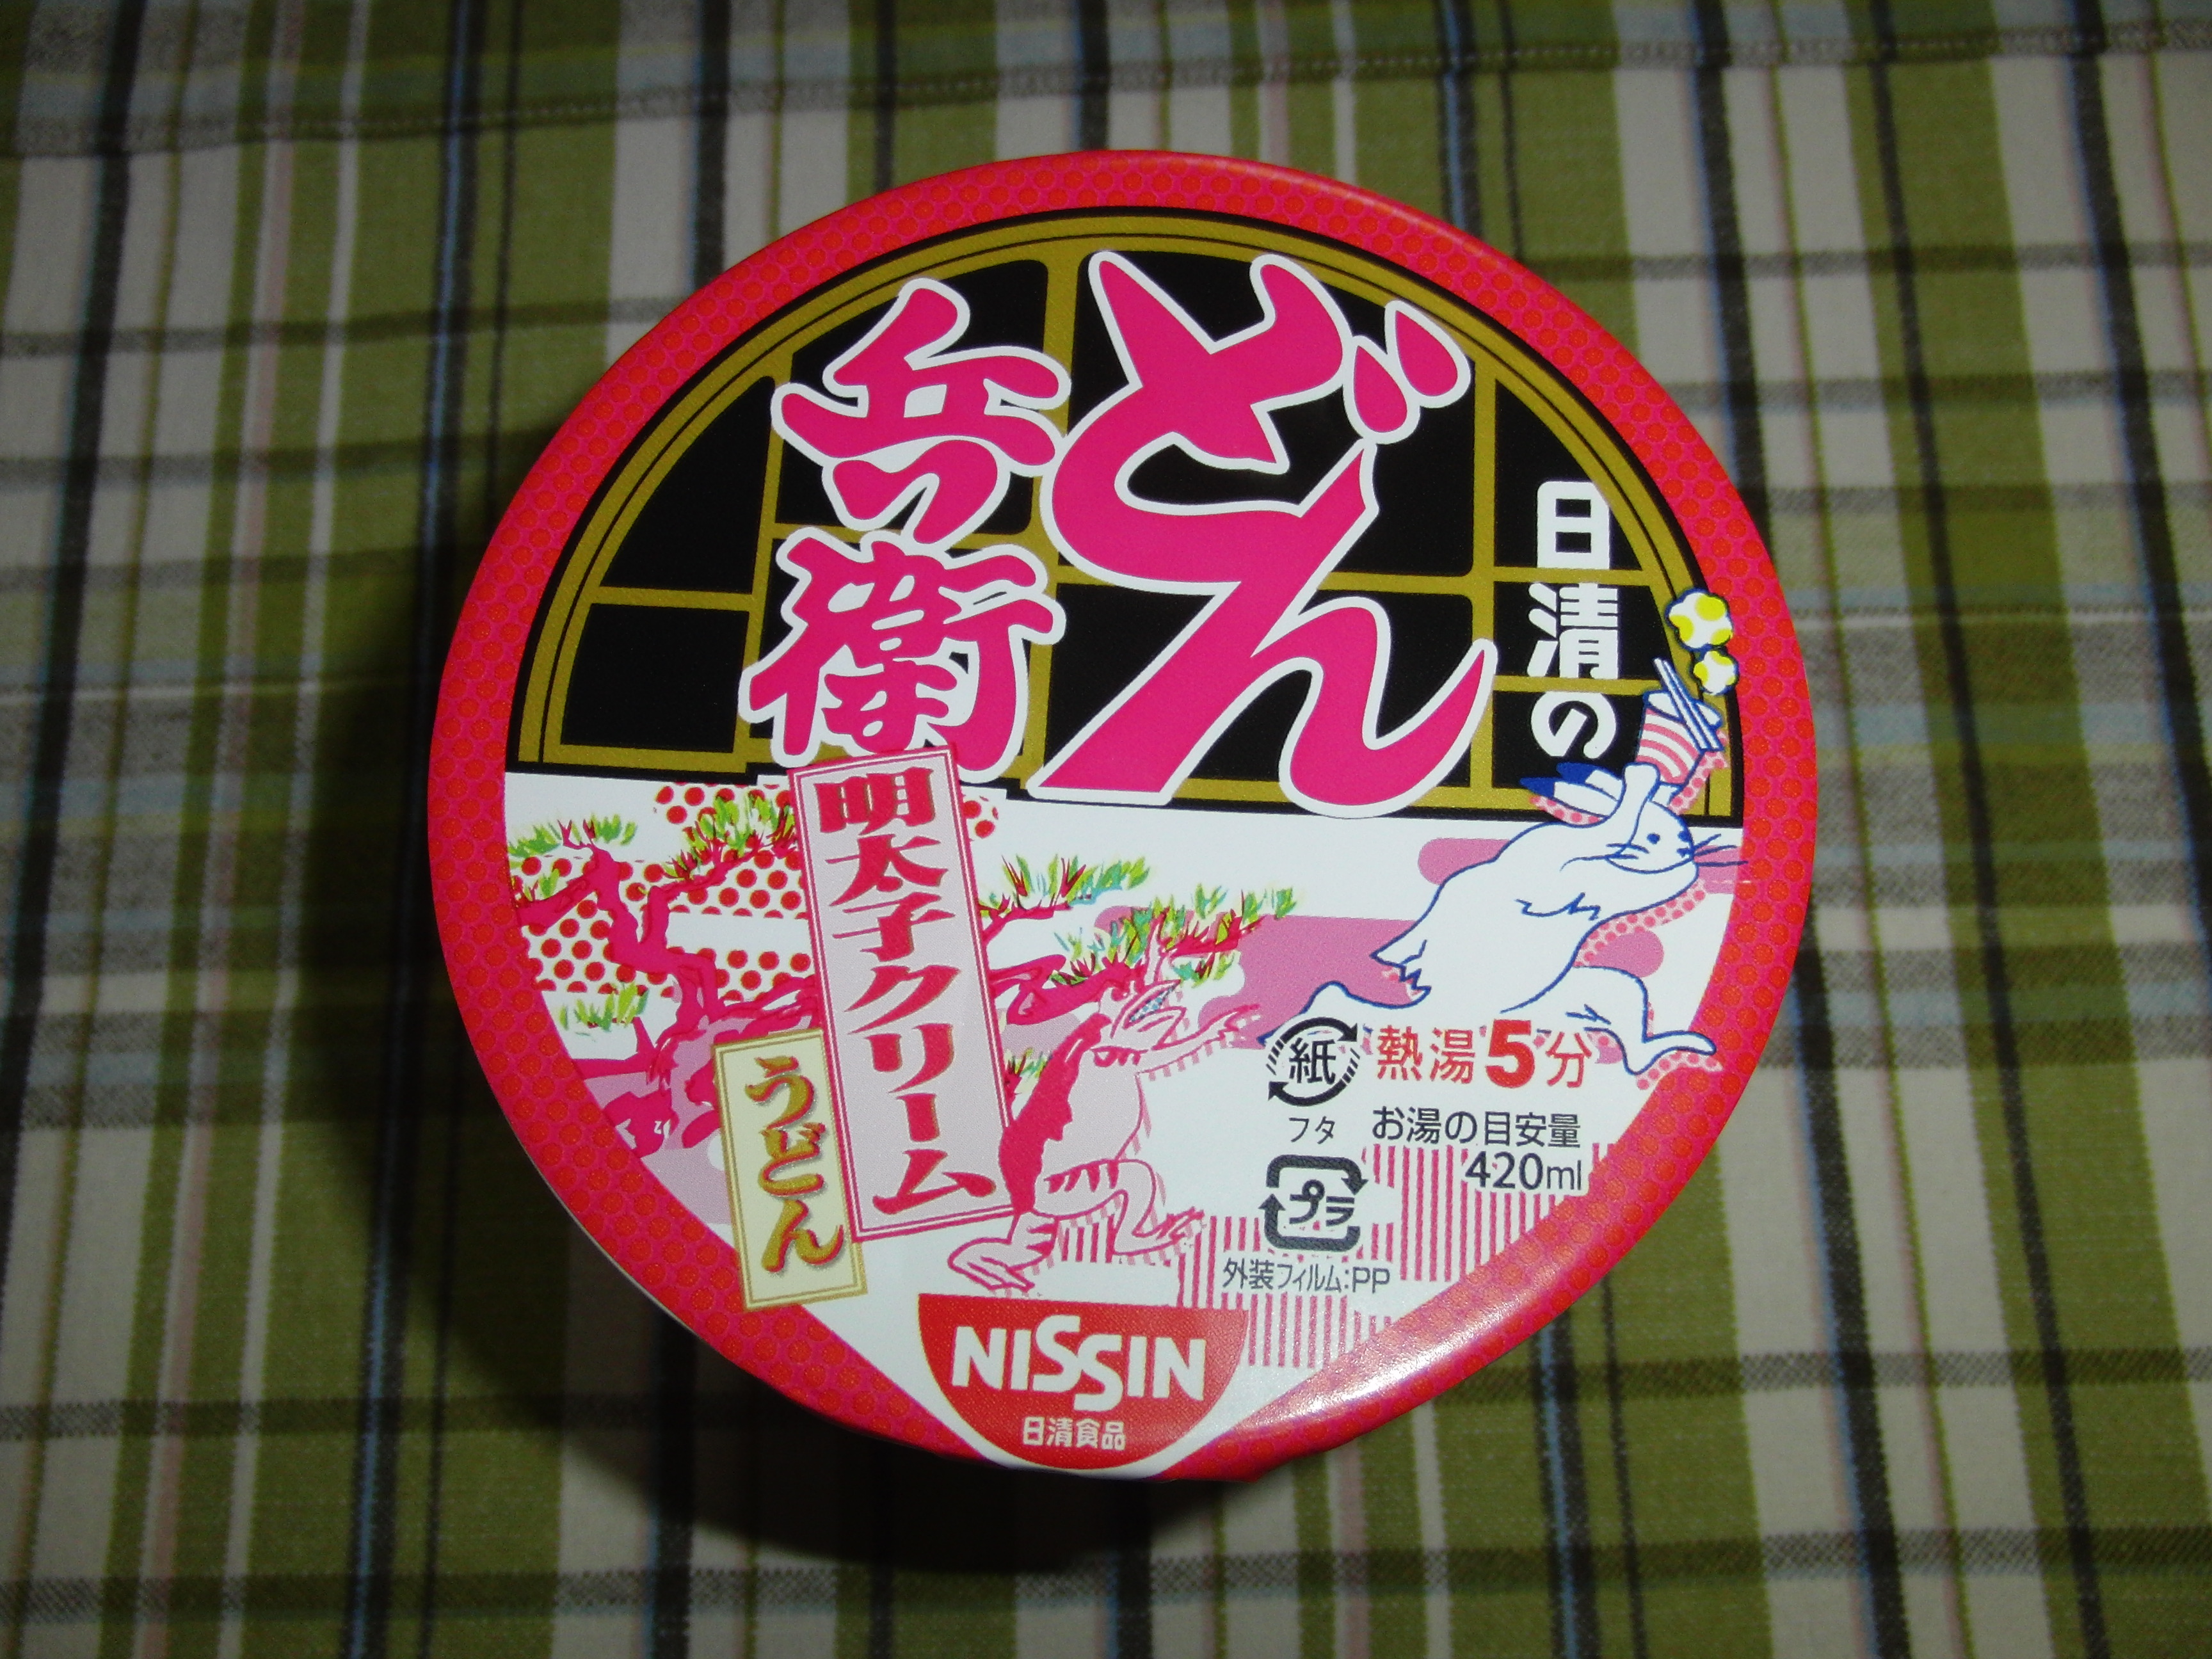 日清の
どん
兵衛
明太子クリーム
うどん
紙
フタ
熱湯5分
お湯の目安量
420ml
プラ
外装フィルム:PP
NISSIN
日清食品